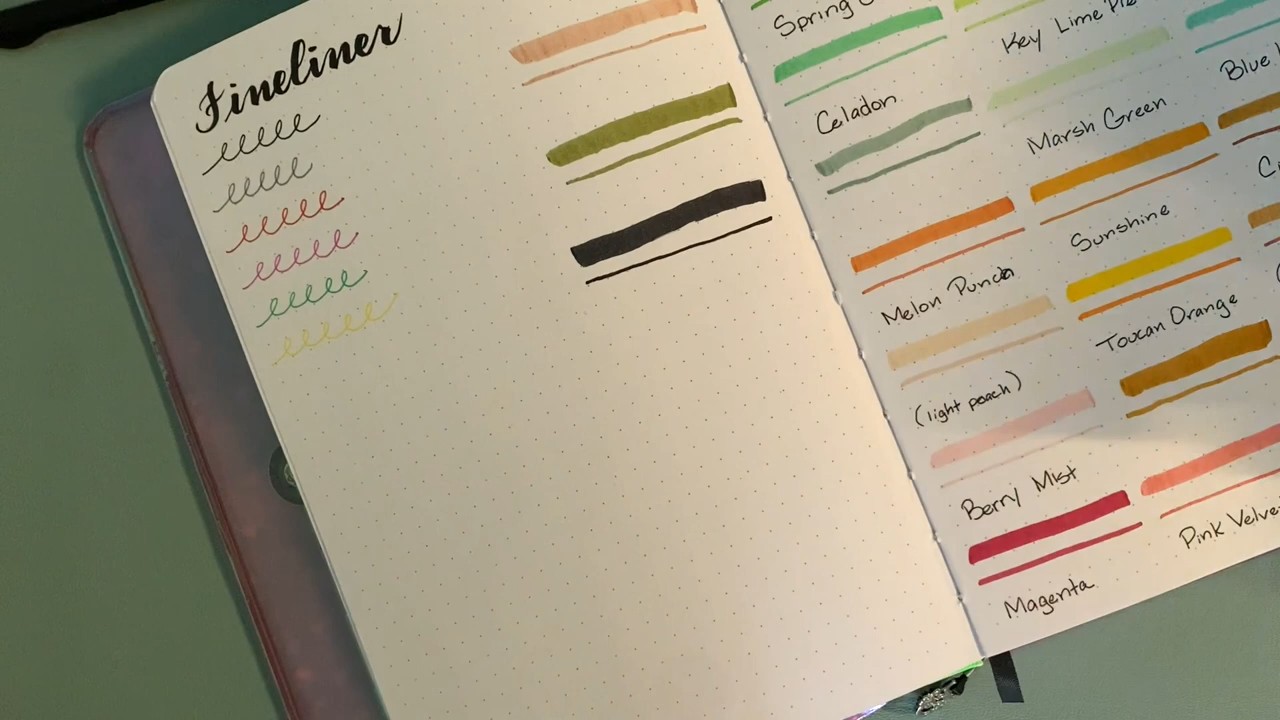 Fineliner
Spring
Key Lime Pie
Blue
Celadon
Marsh Green
Melon Punch
Sunshine
Toucan Orange
(light peach)
Berry Mist
Pink Velvet
Magenta